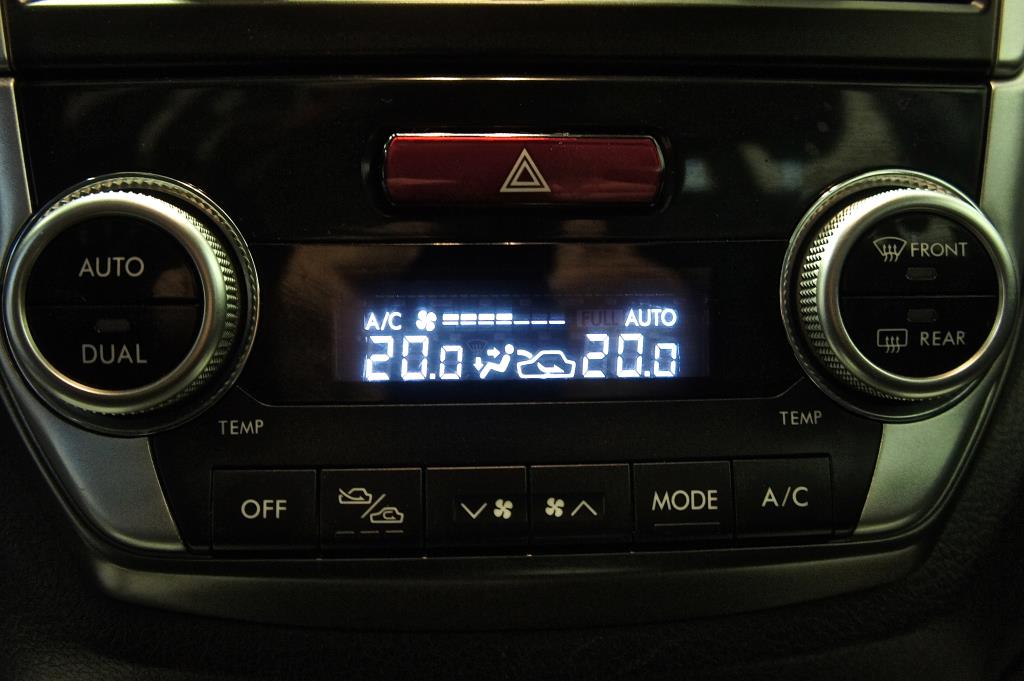 AUTO
DUAL
TEMP
A/C FULL AUTO
20.0 20.0
FRONT
REAR
TEMP
OFF
MODE
A/C